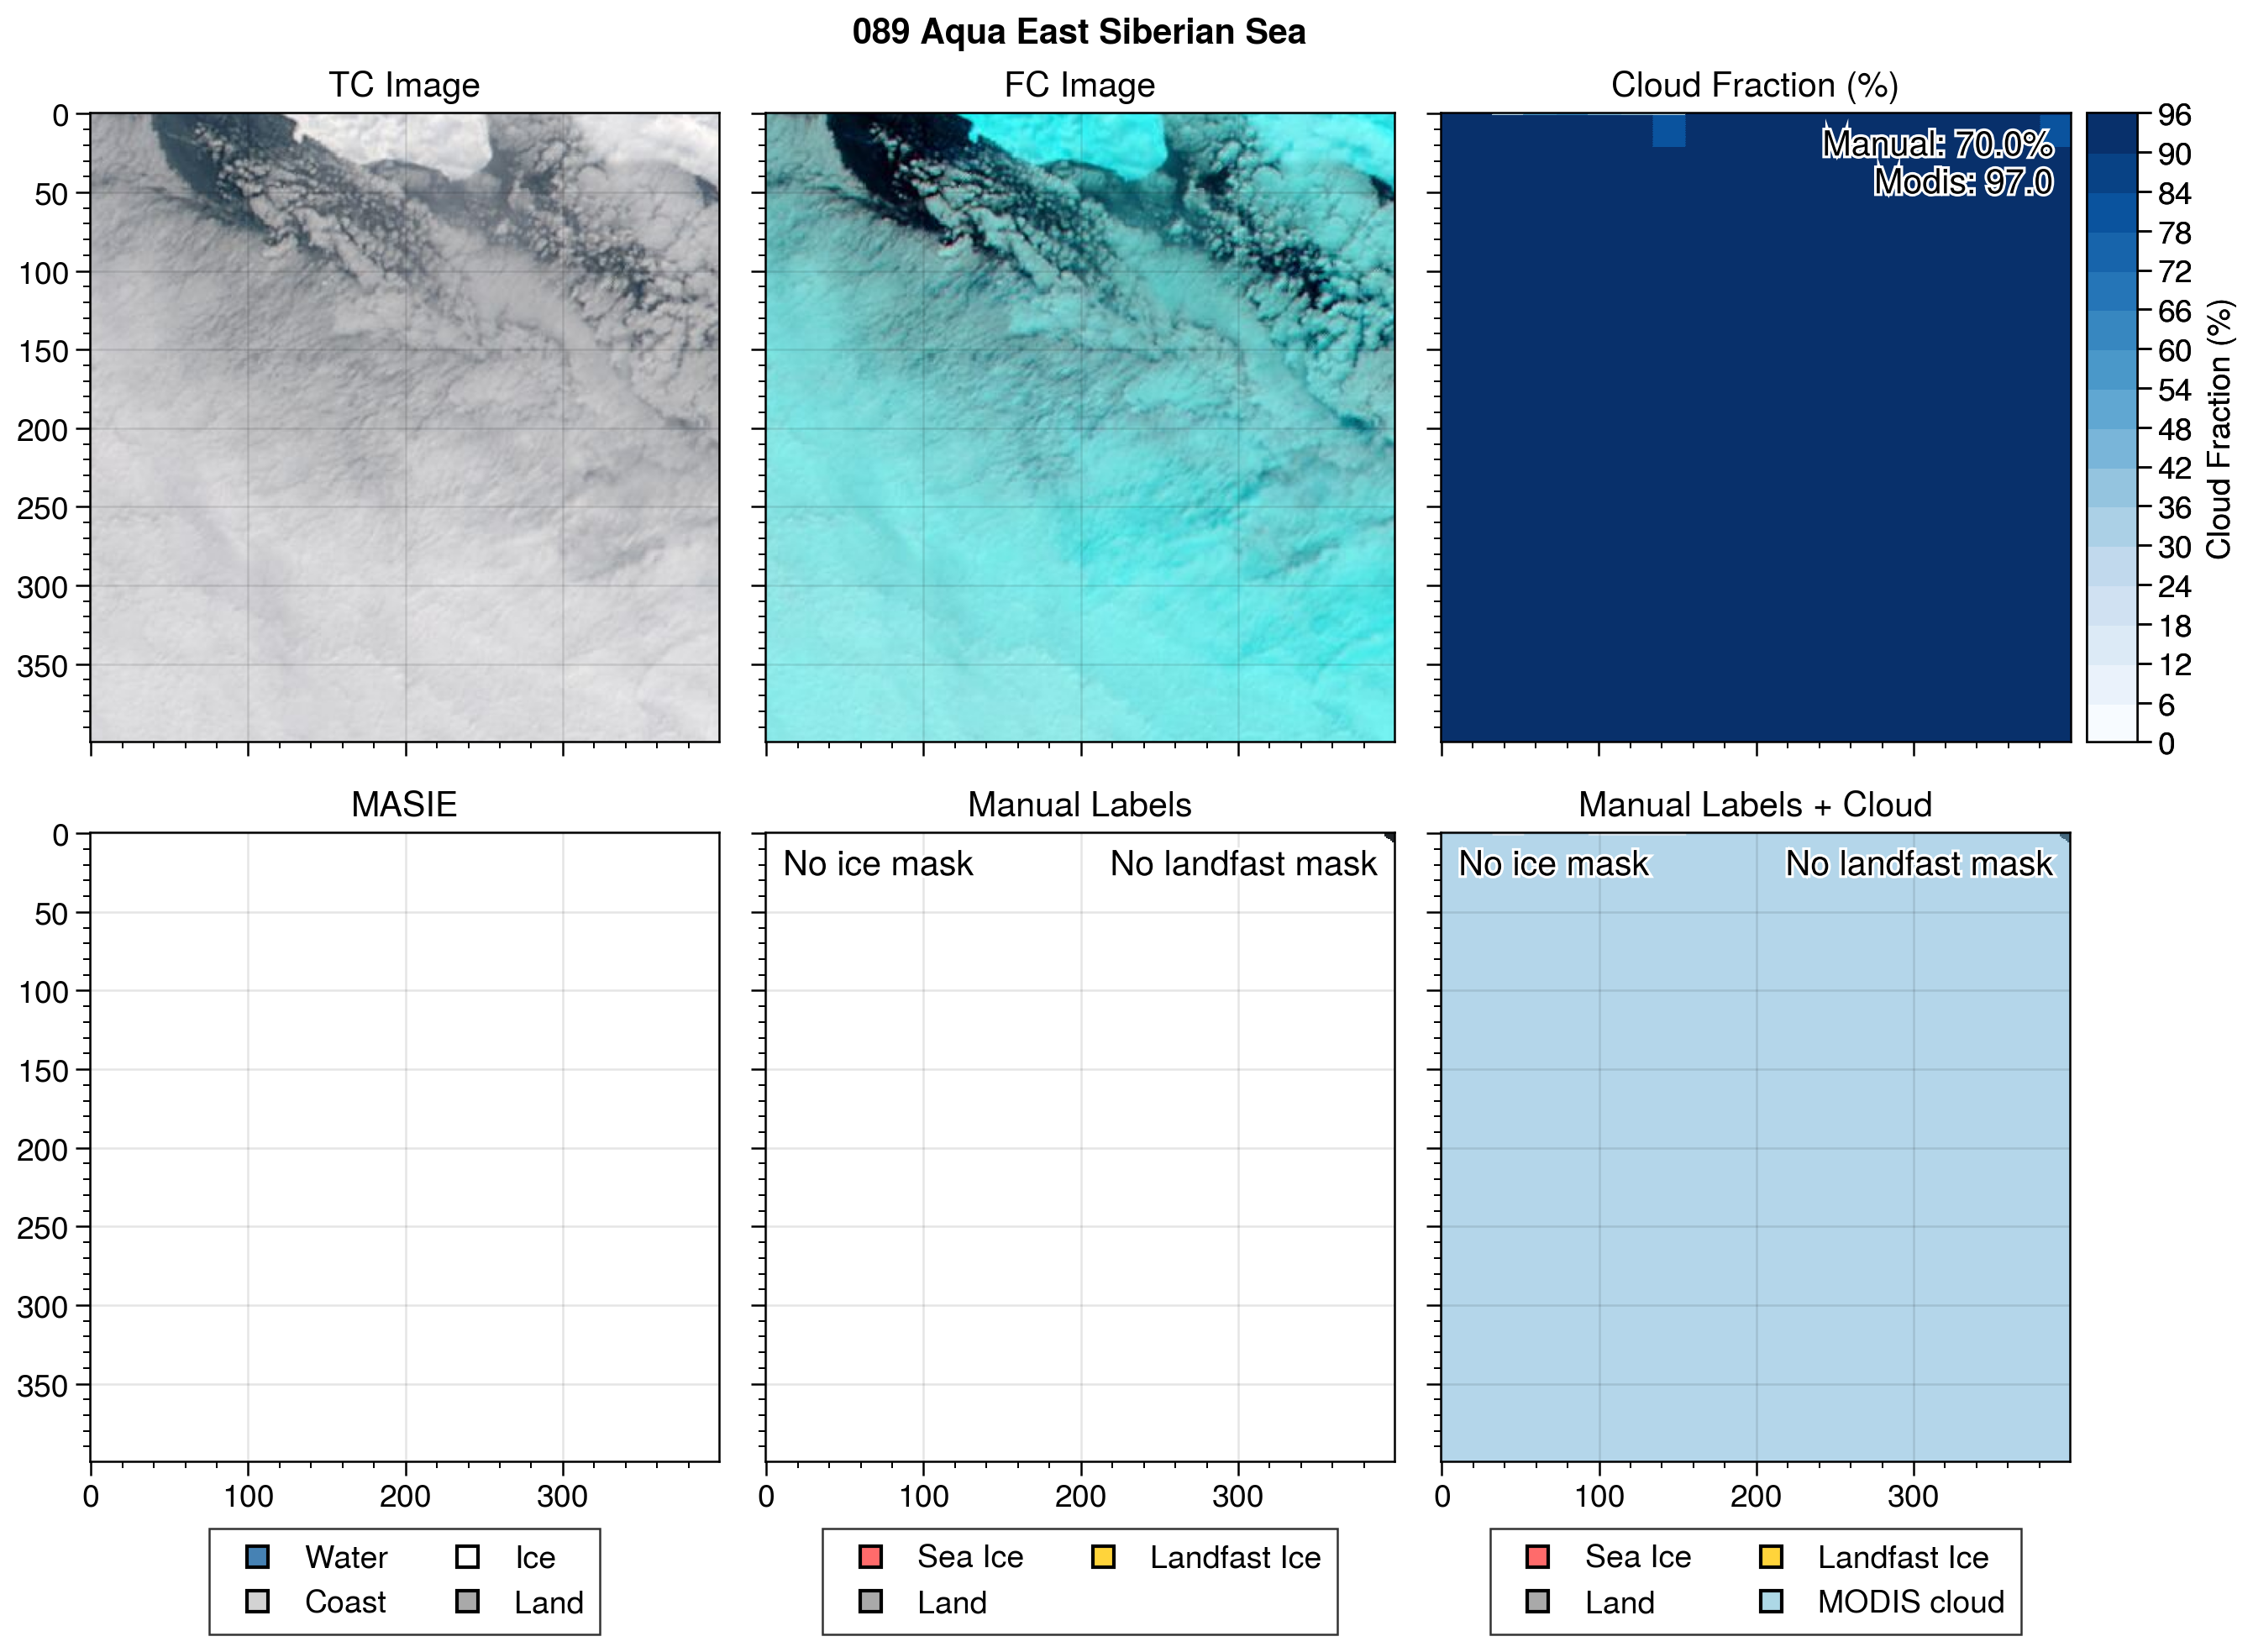 089 Aqua East Siberian Sea
TC Image
FC Image
Cloud Fraction (%)
0
50
100
150
200
250
300
350
Manual: 70.0%
Modis: 97.0
96
90
84
78
72
66
60
54
48
42
36
30
24
18
12
6
0
Cloud Fraction (%)
MASIE
Manual Labels
Manual Labels + Cloud
0
50
100
150
200
250
300
350
No ice mask
No landfast mask
No ice mask
No landfast mask
0 100 200 300
0 100 200 300
0 100 200 300
Water
Ice
Coast
Land
Sea Ice
Landfast Ice
Land
Sea Ice
Landfast Ice
Land
MODIS cloud